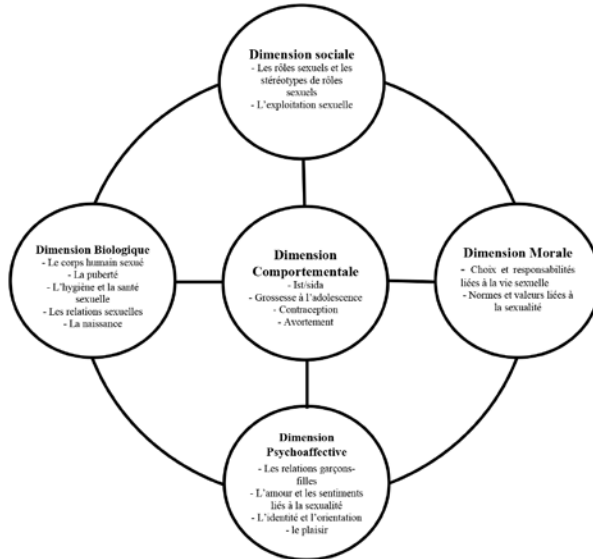 Dimension sociale
- Les rôles sexuels et les
stéréotypes de rôles
sexuels
- L'exploitation sexuelle
Dimension Biologique
- Le corps humain sexué
- La puberté
- L'hygiène et la santé
sexuelle
- Les relations sexuelles
- La naissance
Dimension
Comportementale
- Ist/sida
- Grossesse à l'adolescence
- Contraception
- Avortement
Dimension Morale
- Choix et responsabilités
liées à la vie sexuelle
- Normes et valeurs liées à
la sexualité
Dimension
Psychoaffective
- Les relations garçons-
filles
- L'amour et les sentiments
liés à la sexualité
- L'identité et l'orientation
- le plaisir